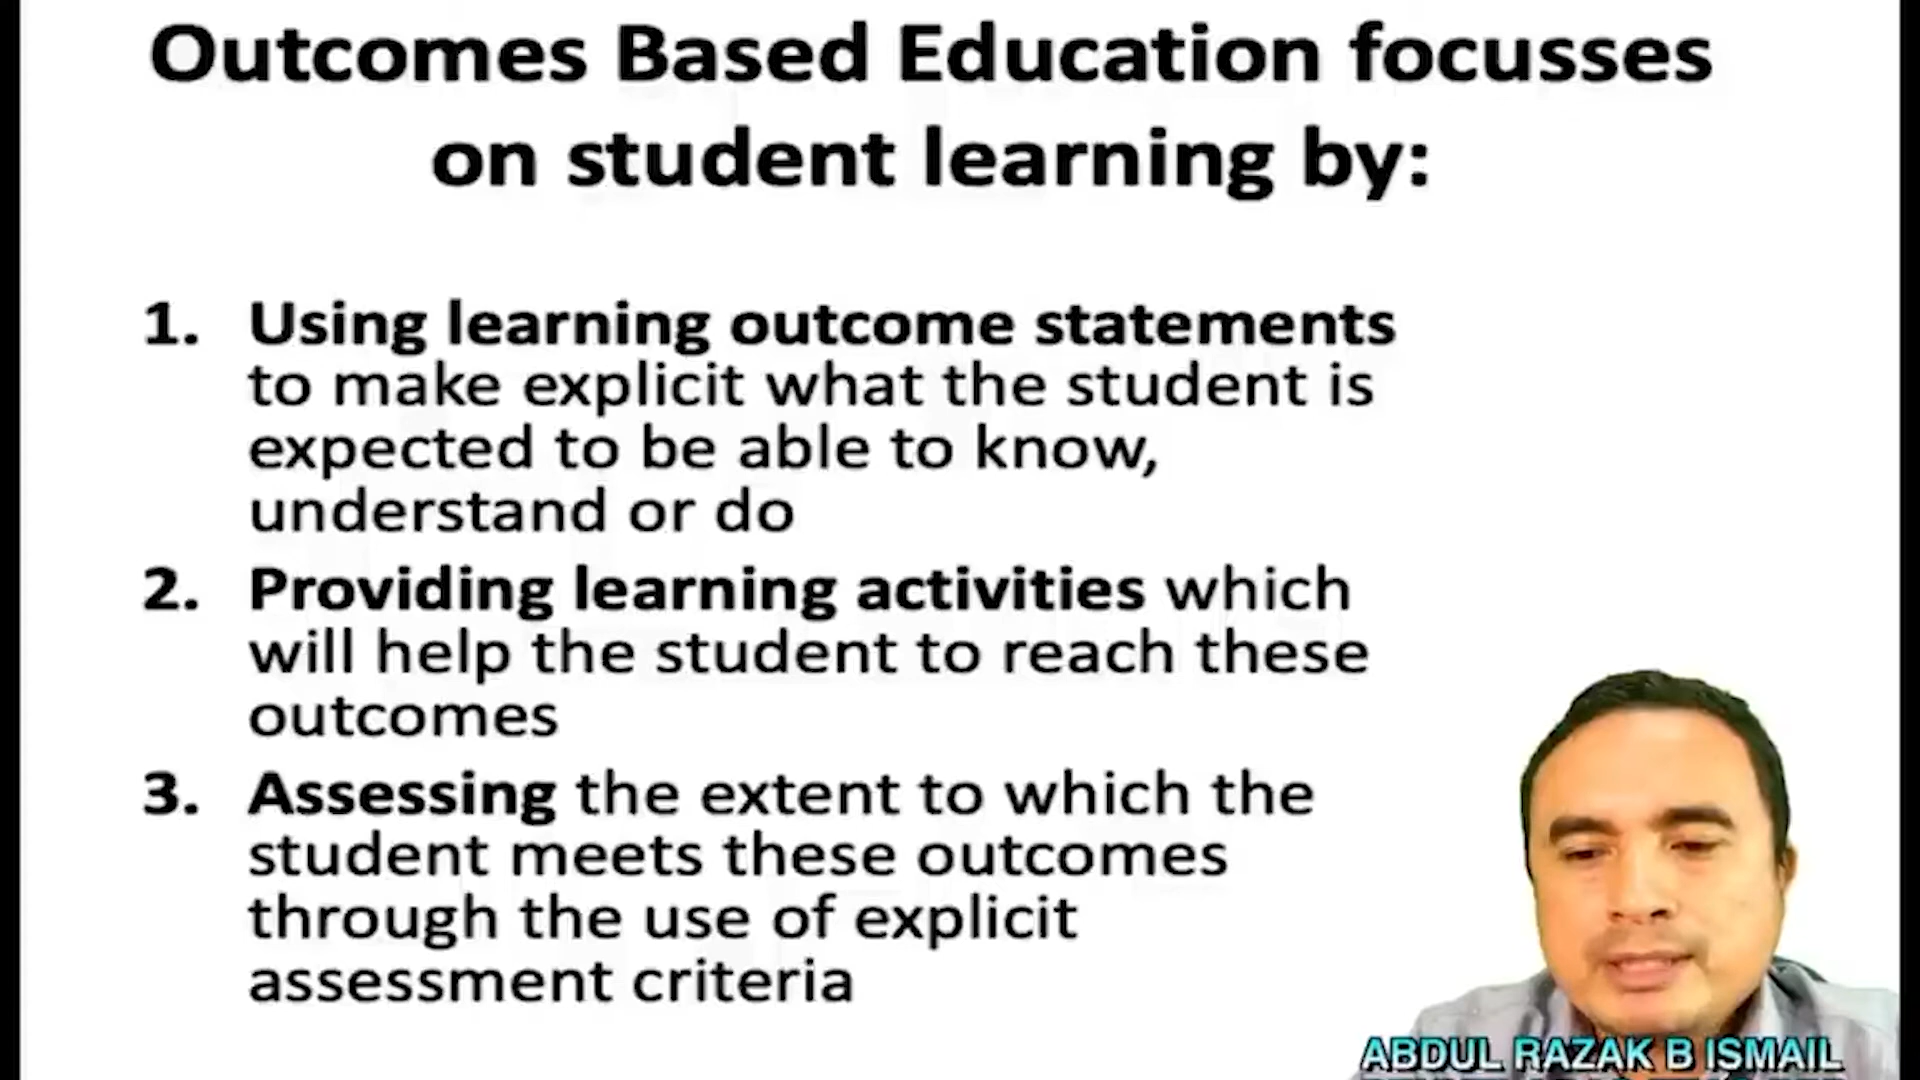 Outcomes Based Education focusses
on student learning by:
1. Using learning outcome statements
to make explicit what the student is
expected to be able to know,
understand or do
2. Providing learning activities which
will help the student to reach these
outcomes
3. Assessing the extent to which the
student meets these outcomes
through the use of explicit
assessment criteria
ABDUL RAZAK B ISMAIL